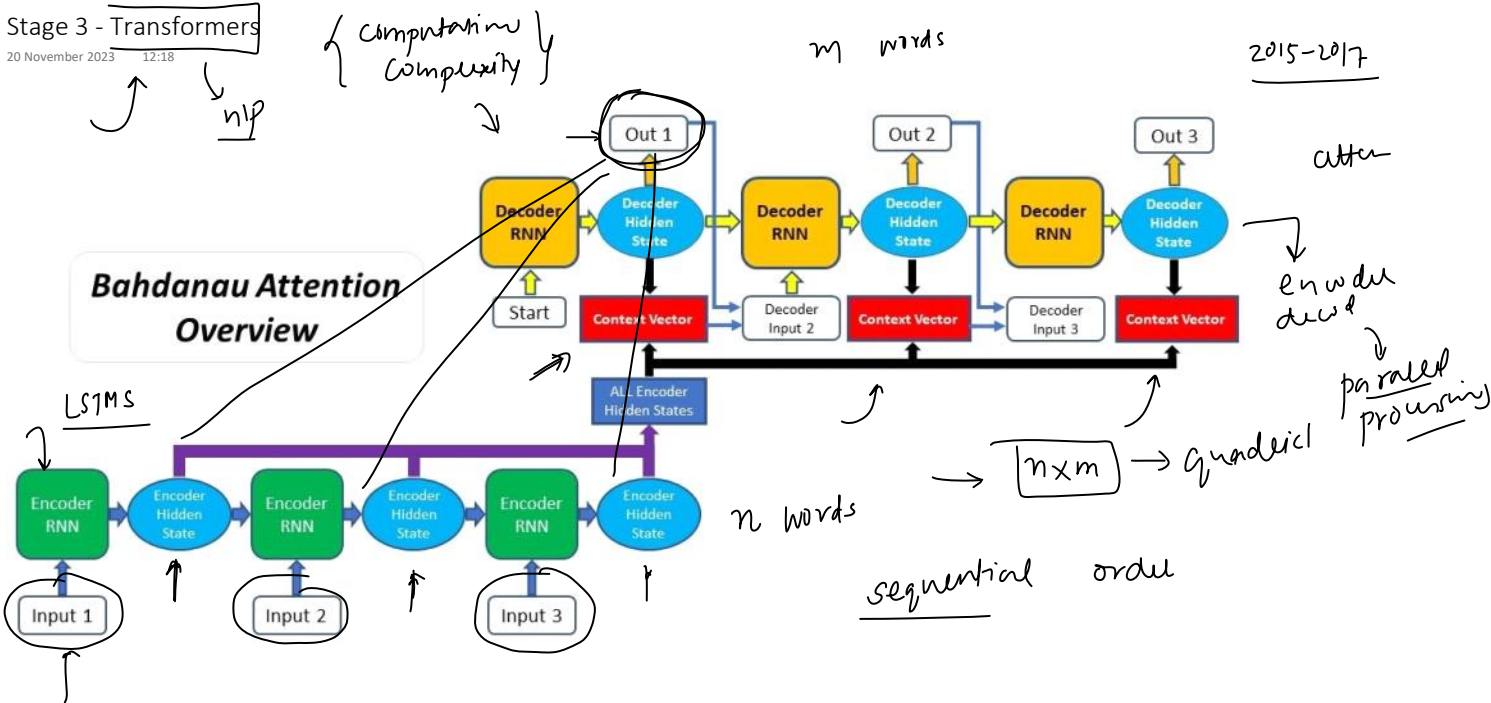 Stage 3 - Transformers
20 November 2023 12:18
nlp
{ computation
complexity }
m words
2015-2017
Out 1
Out 2
Out 3
atten
Decoder
RNN
Decoder
Hidden
State
Decoder
RNN
Decoder
Hidden
State
Decoder
RNN
Decoder
Hidden
State
Bahdanau Attention
Overview
Start
Context Vector
Decoder
Input 2
Context Vector
Decoder
Input 3
Context Vector
parallel
LSTMS
ALL Encoder
Hidden States
n×m
Encoder
RNN
Encoder
Hidden
State
Encoder
RNN
Encoder
Hidden
State
Encoder
RNN
Encoder
Hidden
State
n words
sequential order
Input 1
Input 2
Input 3